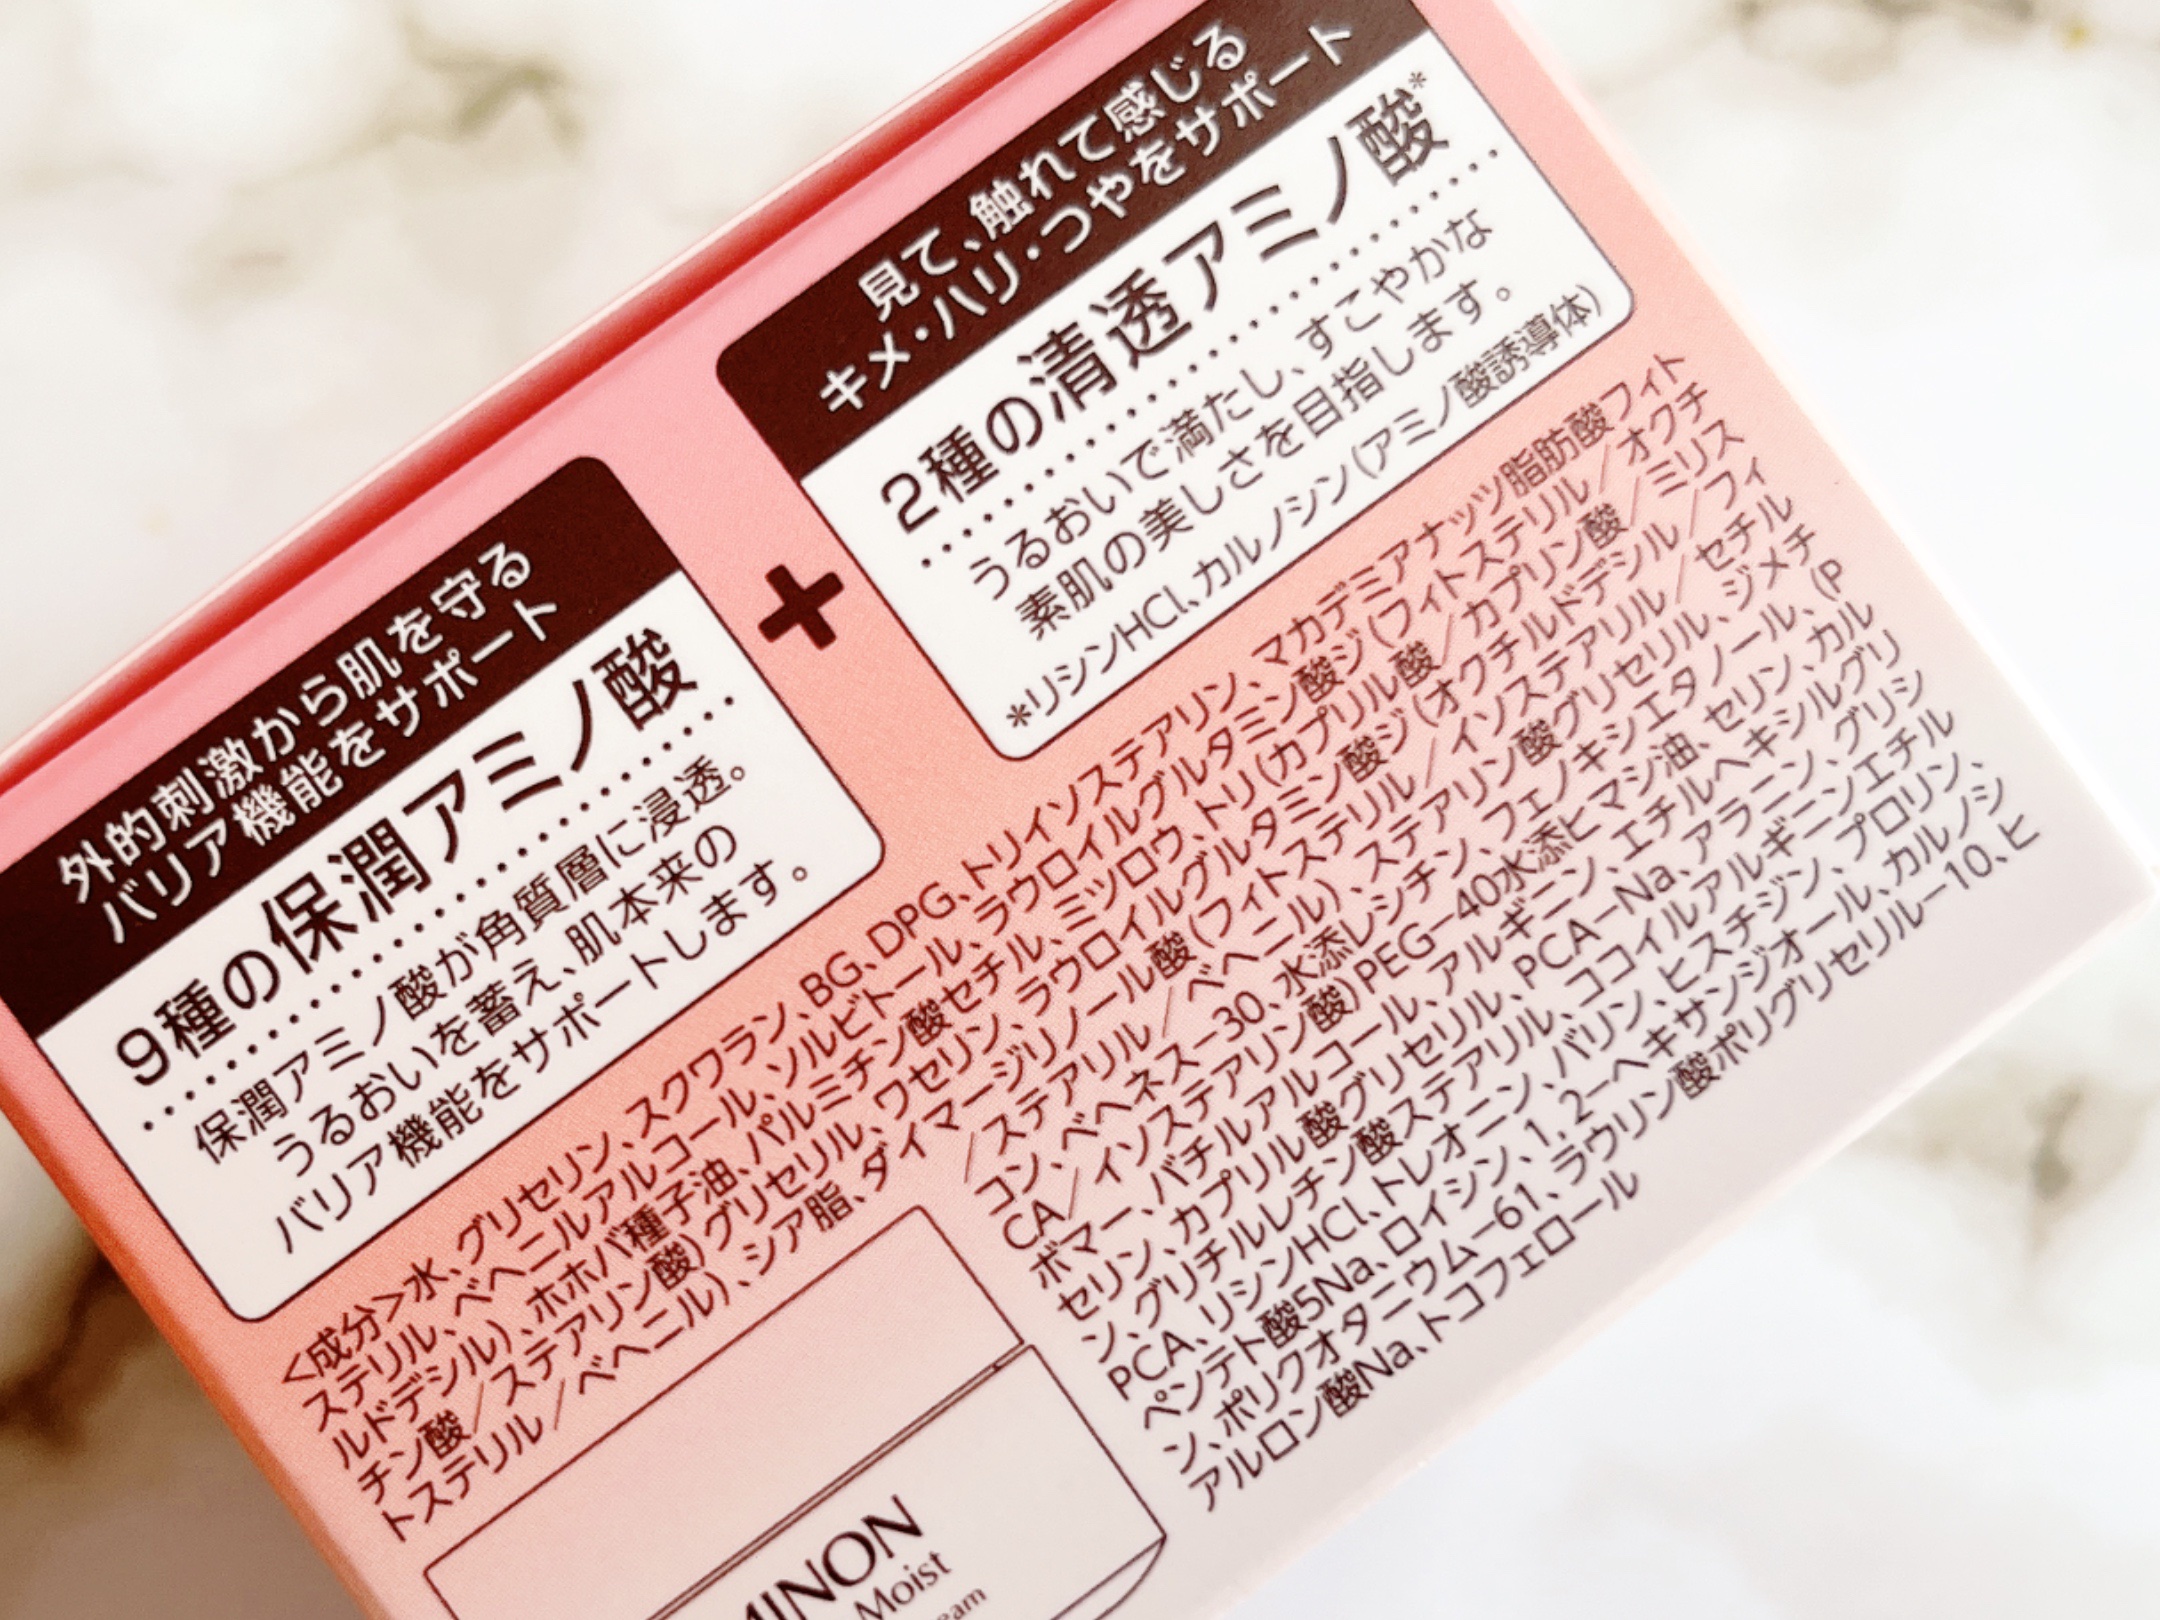 外的刺激から肌を守る
バリア機能をサポート
9種の保潤アミノ酸
保潤アミノ酸が角質層に浸透。
うるおいを蓄え、肌本来の
バリア機能をサポートします。
+
見て、触れて感じる
キメ・ハリ・つやをサポート
2種の清透アミノ酸*
うるおいで満たし、すこやかな
素肌の美しさを目指します。
*リシンHCl、カルノシン(アミノ酸誘導体)
<成分>水、グリセリン、スクワラン、BG、DPG、トリイソステアリン、マカデミアナッツ脂肪酸フィト
ステリル、ベヘニルアルコール、ソルビトール、ラウロイルグルタミン酸ジ(フィトステリル/オクチ
ルドデシル)、ホホバ種子油、パルミチン酸セチル、ミツロウ、トリ(カプリル酸/カプリン酸/ミリス
チン酸/ステアリン酸)グリセリル、ワセリン、ラウロイルグルタミン酸ジ(オクチルドデシル/フィ
トステリル/ベヘニル)、シア脂、ダイマージリノール酸(フィトステリル/イソステアリル/セチル
/ステアリル/ベヘニル)、ステアリン酸グリセリル、ジメチ
コン、ベヘネス-30、水添レシチン、フェノキシエタノール、(P
CA/イソステアリン酸)PEG-40水添ヒマシ油、セリン、カル
ボマー、バチルアルコール、アルギニン、エチルヘキシルグリ
セリン、カプリル酸グリセリル、PCA-Na、アラニン、グリシ
ン、グリチルレチン酸ステアリル、ココイルアルギニンエチル
PCA、リシンHCl、トレオニン、バリン、ヒスチジン、プロリン、
ペンテト酸5Na、ロイシン、1,2-ヘキサンジオール、カルノシ
ン、ポリクオタニウム-61、ラウリン酸ポリグリセリル-10、ヒ
アルロン酸Na、トコフェロール
MINON
Moist